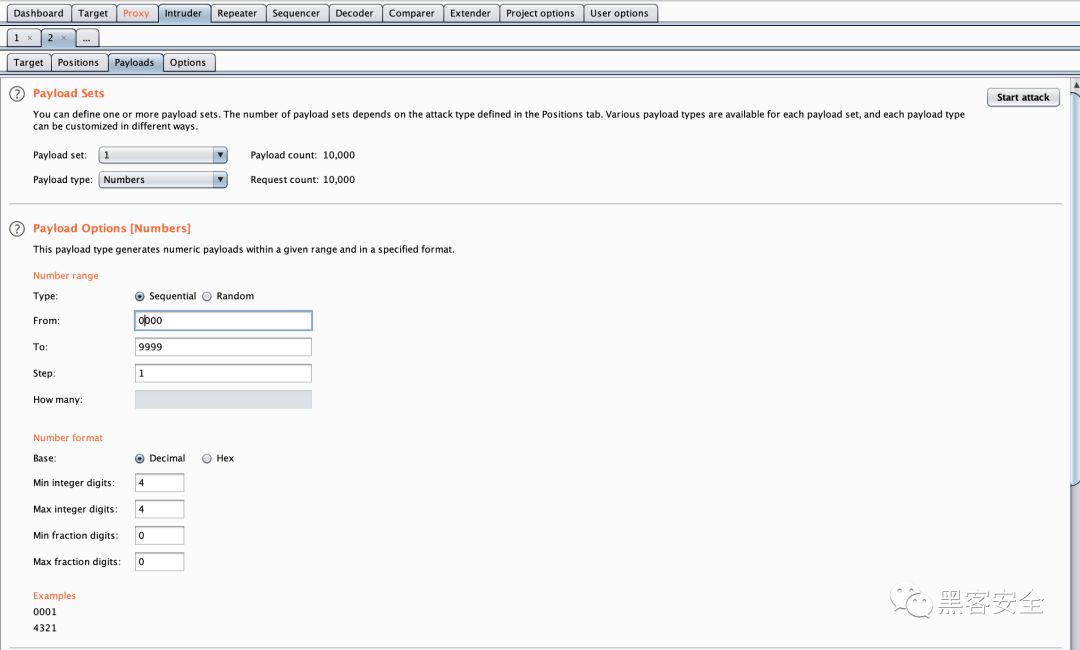 Dashboard Target Proxy Intruder Repeater Sequencer Decoder Comparer Extender Project options User options
1 × 2 × ...
Target Positions Payloads Options
? Payload Sets
Start attack
You can define one or more payload sets. The number of payload sets depends on the attack type defined in the Positions tab. Various payload types are available for each payload set, and each payload type
can be customized in different ways.
Payload set: 1 Payload count: 10,000
Payload type: Numbers Request count: 10,000
? Payload Options [Numbers]
This payload type generates numeric payloads within a given range and in a specified format.
Number range
Type: Sequential Random
From: 0000
To: 9999
Step: 1
How many:
Number format
Base: Decimal Hex
Min integer digits: 4
Max integer digits: 4
Min fraction digits: 0
Max fraction digits: 0
Examples
0001
4321
黑客安全